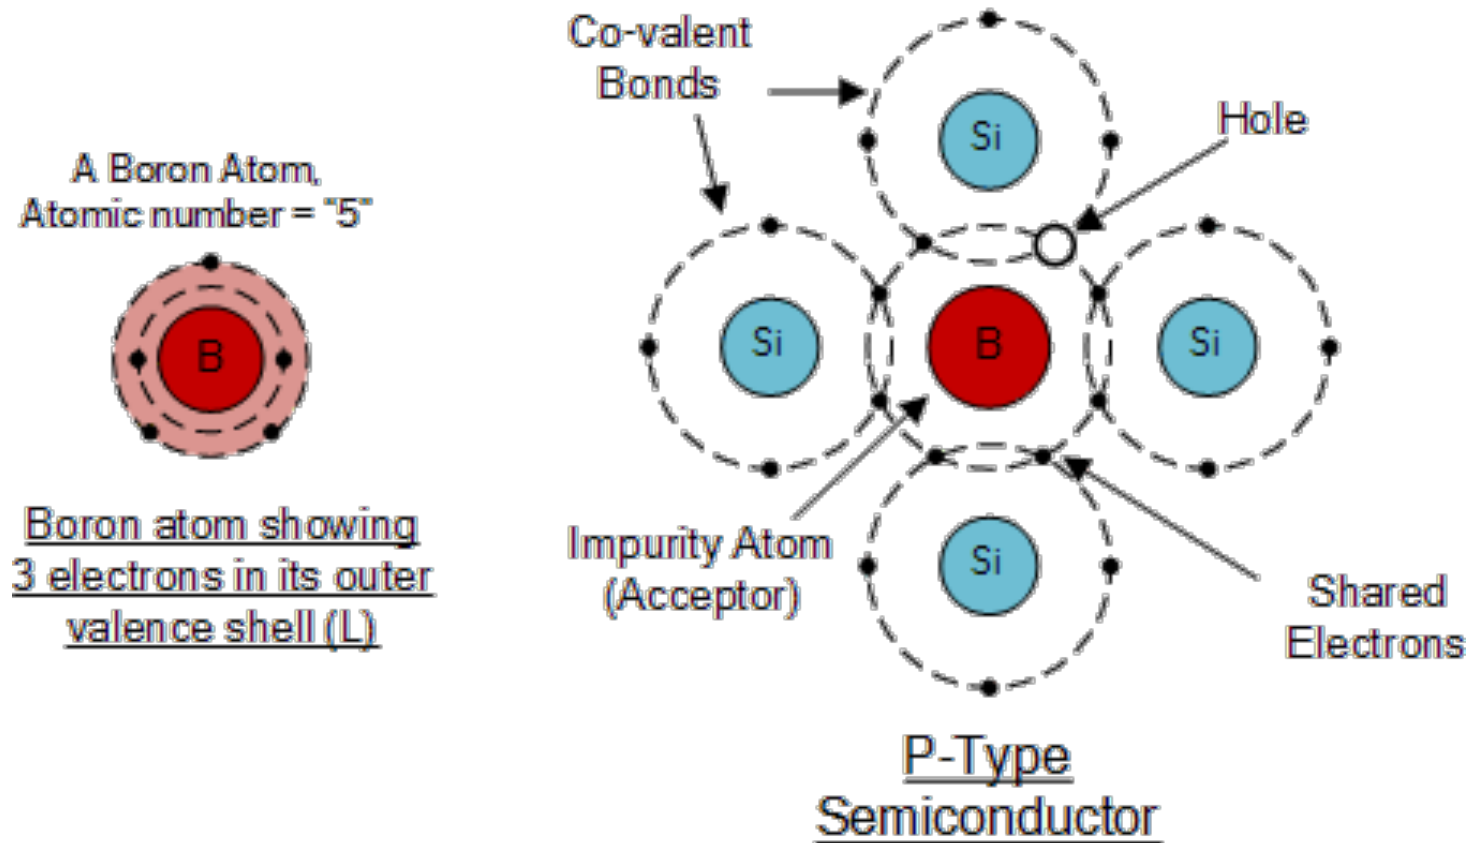 Co-valent
Bonds
Hole
A Boron Atom,
Atomic number = "5"
B
Si
Si
B
Si
Si
Boron atom showing
3 electrons in its outer
valence shell (L)
Impurity Atom
(Acceptor)
Shared
Electrons
P-Type
Semiconductor